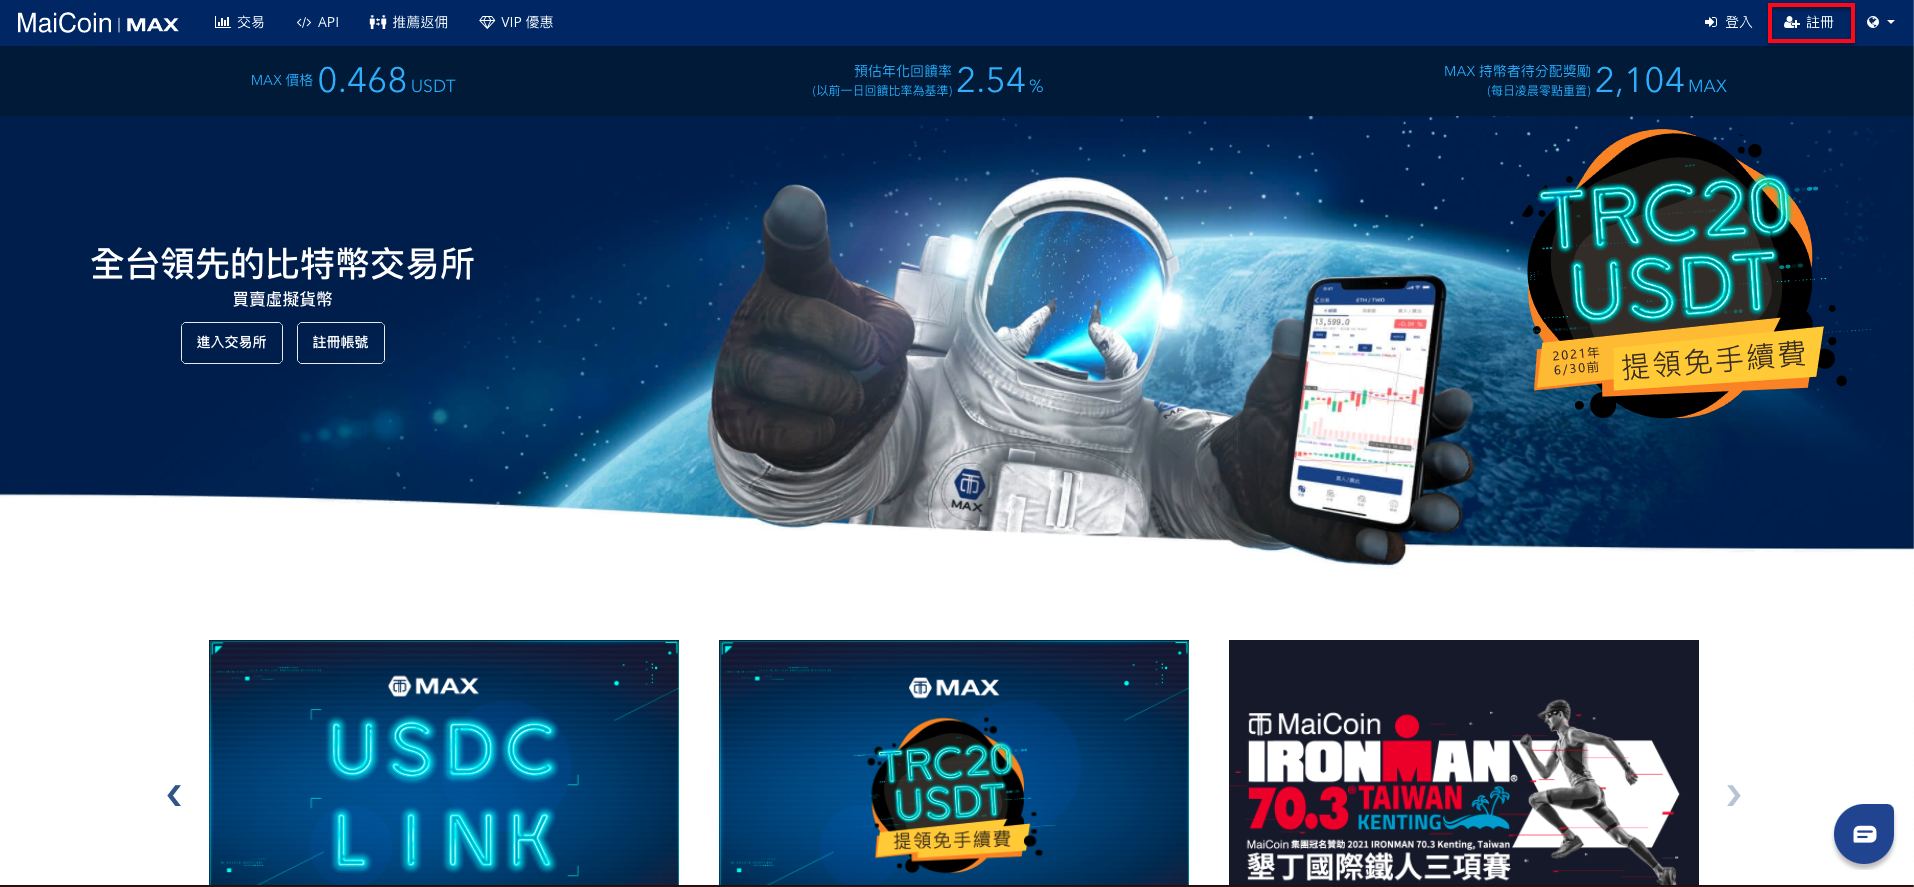 MaiCoin | MAX
交易
API
推薦返佣
VIP 優惠
登入
註冊
MAX 價格 0.468 USDT
預估年化回饋率
(以前一日回饋比率為基準)
2.54 %
MAX 持幣者待分配獎勵
(每日凌晨零點重置)
2,104 MAX
全台領先的比特幣交易所
買賣虛擬貨幣
進入交易所
註冊帳號
ETH / TWD
13,599.0
MAX
TRC20
USDT
2021年
6/30前
提領免手續費
MAX
USDC
LINK
MAX
TRC20
USDT
提領免手續費
MaiCoin
IRONMAN®
70.3® TAIWAN
KENTING
MaiCoin 集團冠名贊助 2021 IRONMAN 70.3 Kenting, Taiwan
墾丁國際鐵人三項賽